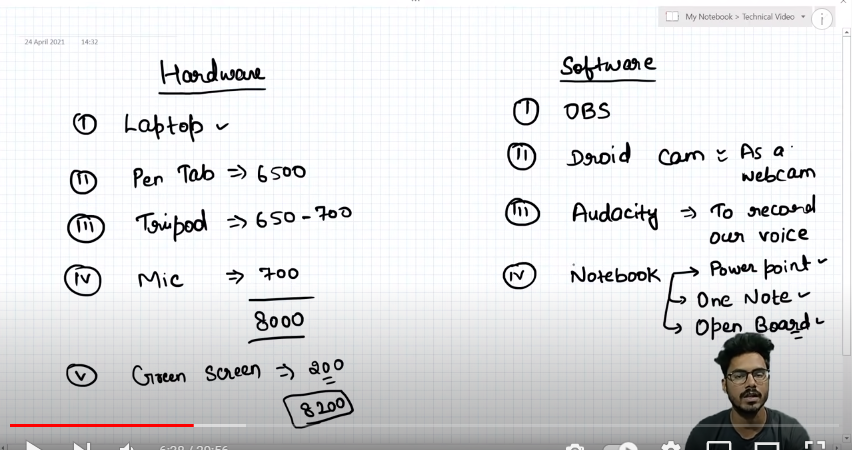 My Notebook > Technical Video
24 April 2021 14:32
Hardware
I Laptop ✓
II Pen Tab ⇒ 6500
III Tripod ⇒ 650 - 700
IV Mic ⇒ 700
8000
V Green Screen ⇒ 200
8200
Software
I OBS
II Droid Cam = As a
webcam
III Audacity ⇒ To record
our voice
IV Notebook → Power point ✓
→ One Note ✓
→ Open Board ✓
6:28 / 20:56